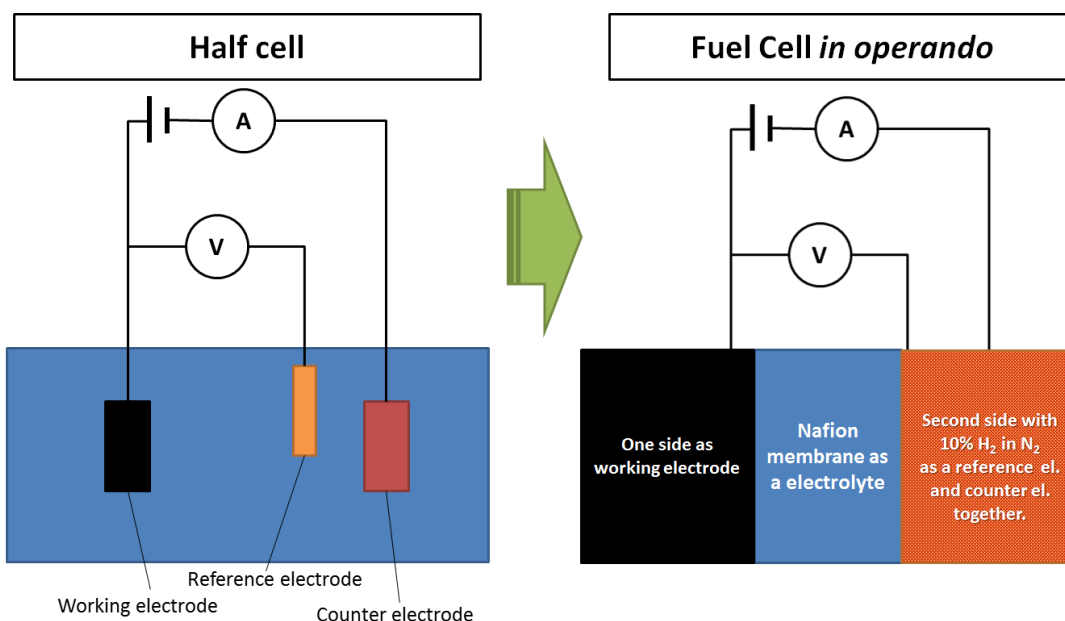 Half cell
A
V
Working electrode
Reference electrode
Counter electrode
Fuel Cell in operando
A
V
One side as
working electrode
Nafion
membrane as
a electrolyte
Second side with
10% H₂ in N₂
as a reference el.
and counter el.
together.